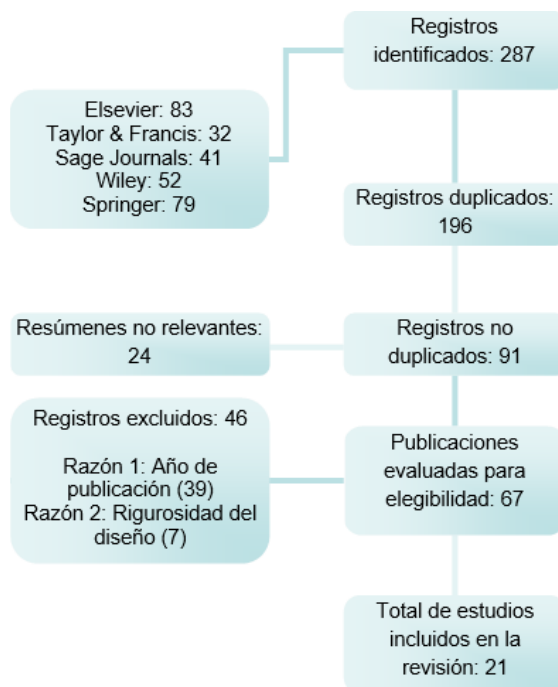 Registros
identificados: 287
Elsevier: 83
Taylor & Francis: 32
Sage Journals: 41
Wiley: 52
Springer: 79
Registros duplicados:
196
Resúmenes no relevantes:
24
Registros no
duplicados: 91
Registros excluidos: 46
Razón 1: Año de
publicación (39)
Razón 2: Rigurosidad del
diseño (7)
Publicaciones
evaluadas para
elegibilidad: 67
Total de estudios
incluidos en la
revisión: 21